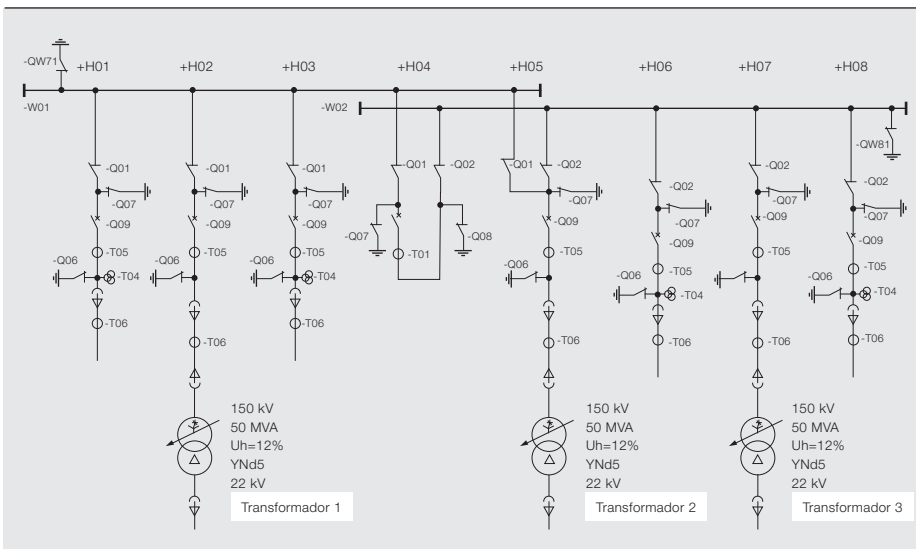 -QW71
+H01
+H02
+H03
+H04
+H05
+H06
+H07
+H08
-W01
-W02
-QW81
-Q01
-Q01
-Q01
-Q01
-Q02
-Q01
-Q02
-Q02
-Q02
-Q02
-Q07
-Q07
-Q07
-Q07
-Q07
-Q07
-Q07
-Q07
-Q08
-Q09
-Q09
-Q09
-Q09
-Q09
-Q09
-Q09
-T05
-T05
-T05
-T01
-T05
-T05
-T05
-T05
-Q06
-Q06
-Q06
-Q06
-Q06
-Q06
-Q06
-T04
-T04
-T04
-T04
-T06
-T06
-T06
-T06
-T06
-T06
-T06
150 kV
50 MVA
Uh=12%
YNd5
22 kV
Transformador 1
150 kV
50 MVA
Uh=12%
YNd5
22 kV
Transformador 2
150 kV
50 MVA
Uh=12%
YNd5
22 kV
Transformador 3